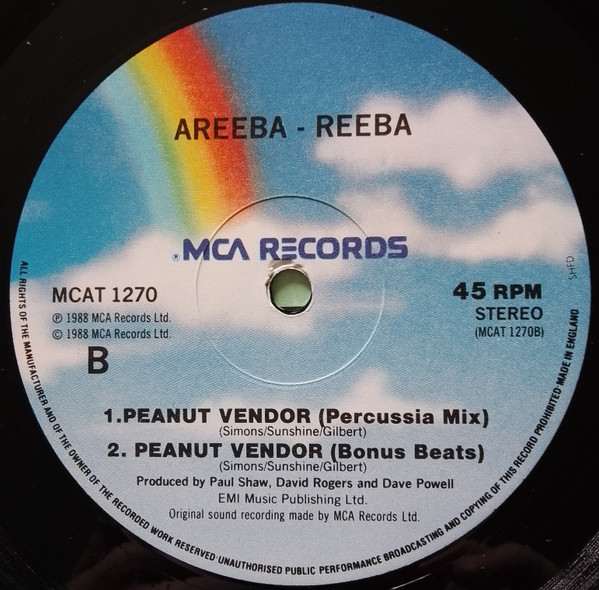 AREEBA - REEBA
® MCA RECORDS
MCAT 1270
℗ 1988 MCA Records Ltd.
© 1988 MCA Records Ltd.
B
45 RPM
STEREO
(MCAT 1270B)
SHFD
1.PEANUT VENDOR (Percussia Mix)
(Simons/Sunshine/Gilbert)
2. PEANUT VENDOR (Bonus Beats)
(Simons/Sunshine/Gilbert)
Produced by Paul Shaw, David Rogers and Dave Powell
EMI Music Publishing Ltd.
Original sound recording made by MCA Records Ltd.
ALL RIGHTS OF THE MANUFACTURER AND OF THE OWNER OF THE RECORDED WORK RESERVED·UNAUTHORISED PUBLIC PERFORMANCE BROADCASTING AND COPYING OF THIS RECORD PROHIBITED·MADE IN ENGLAND